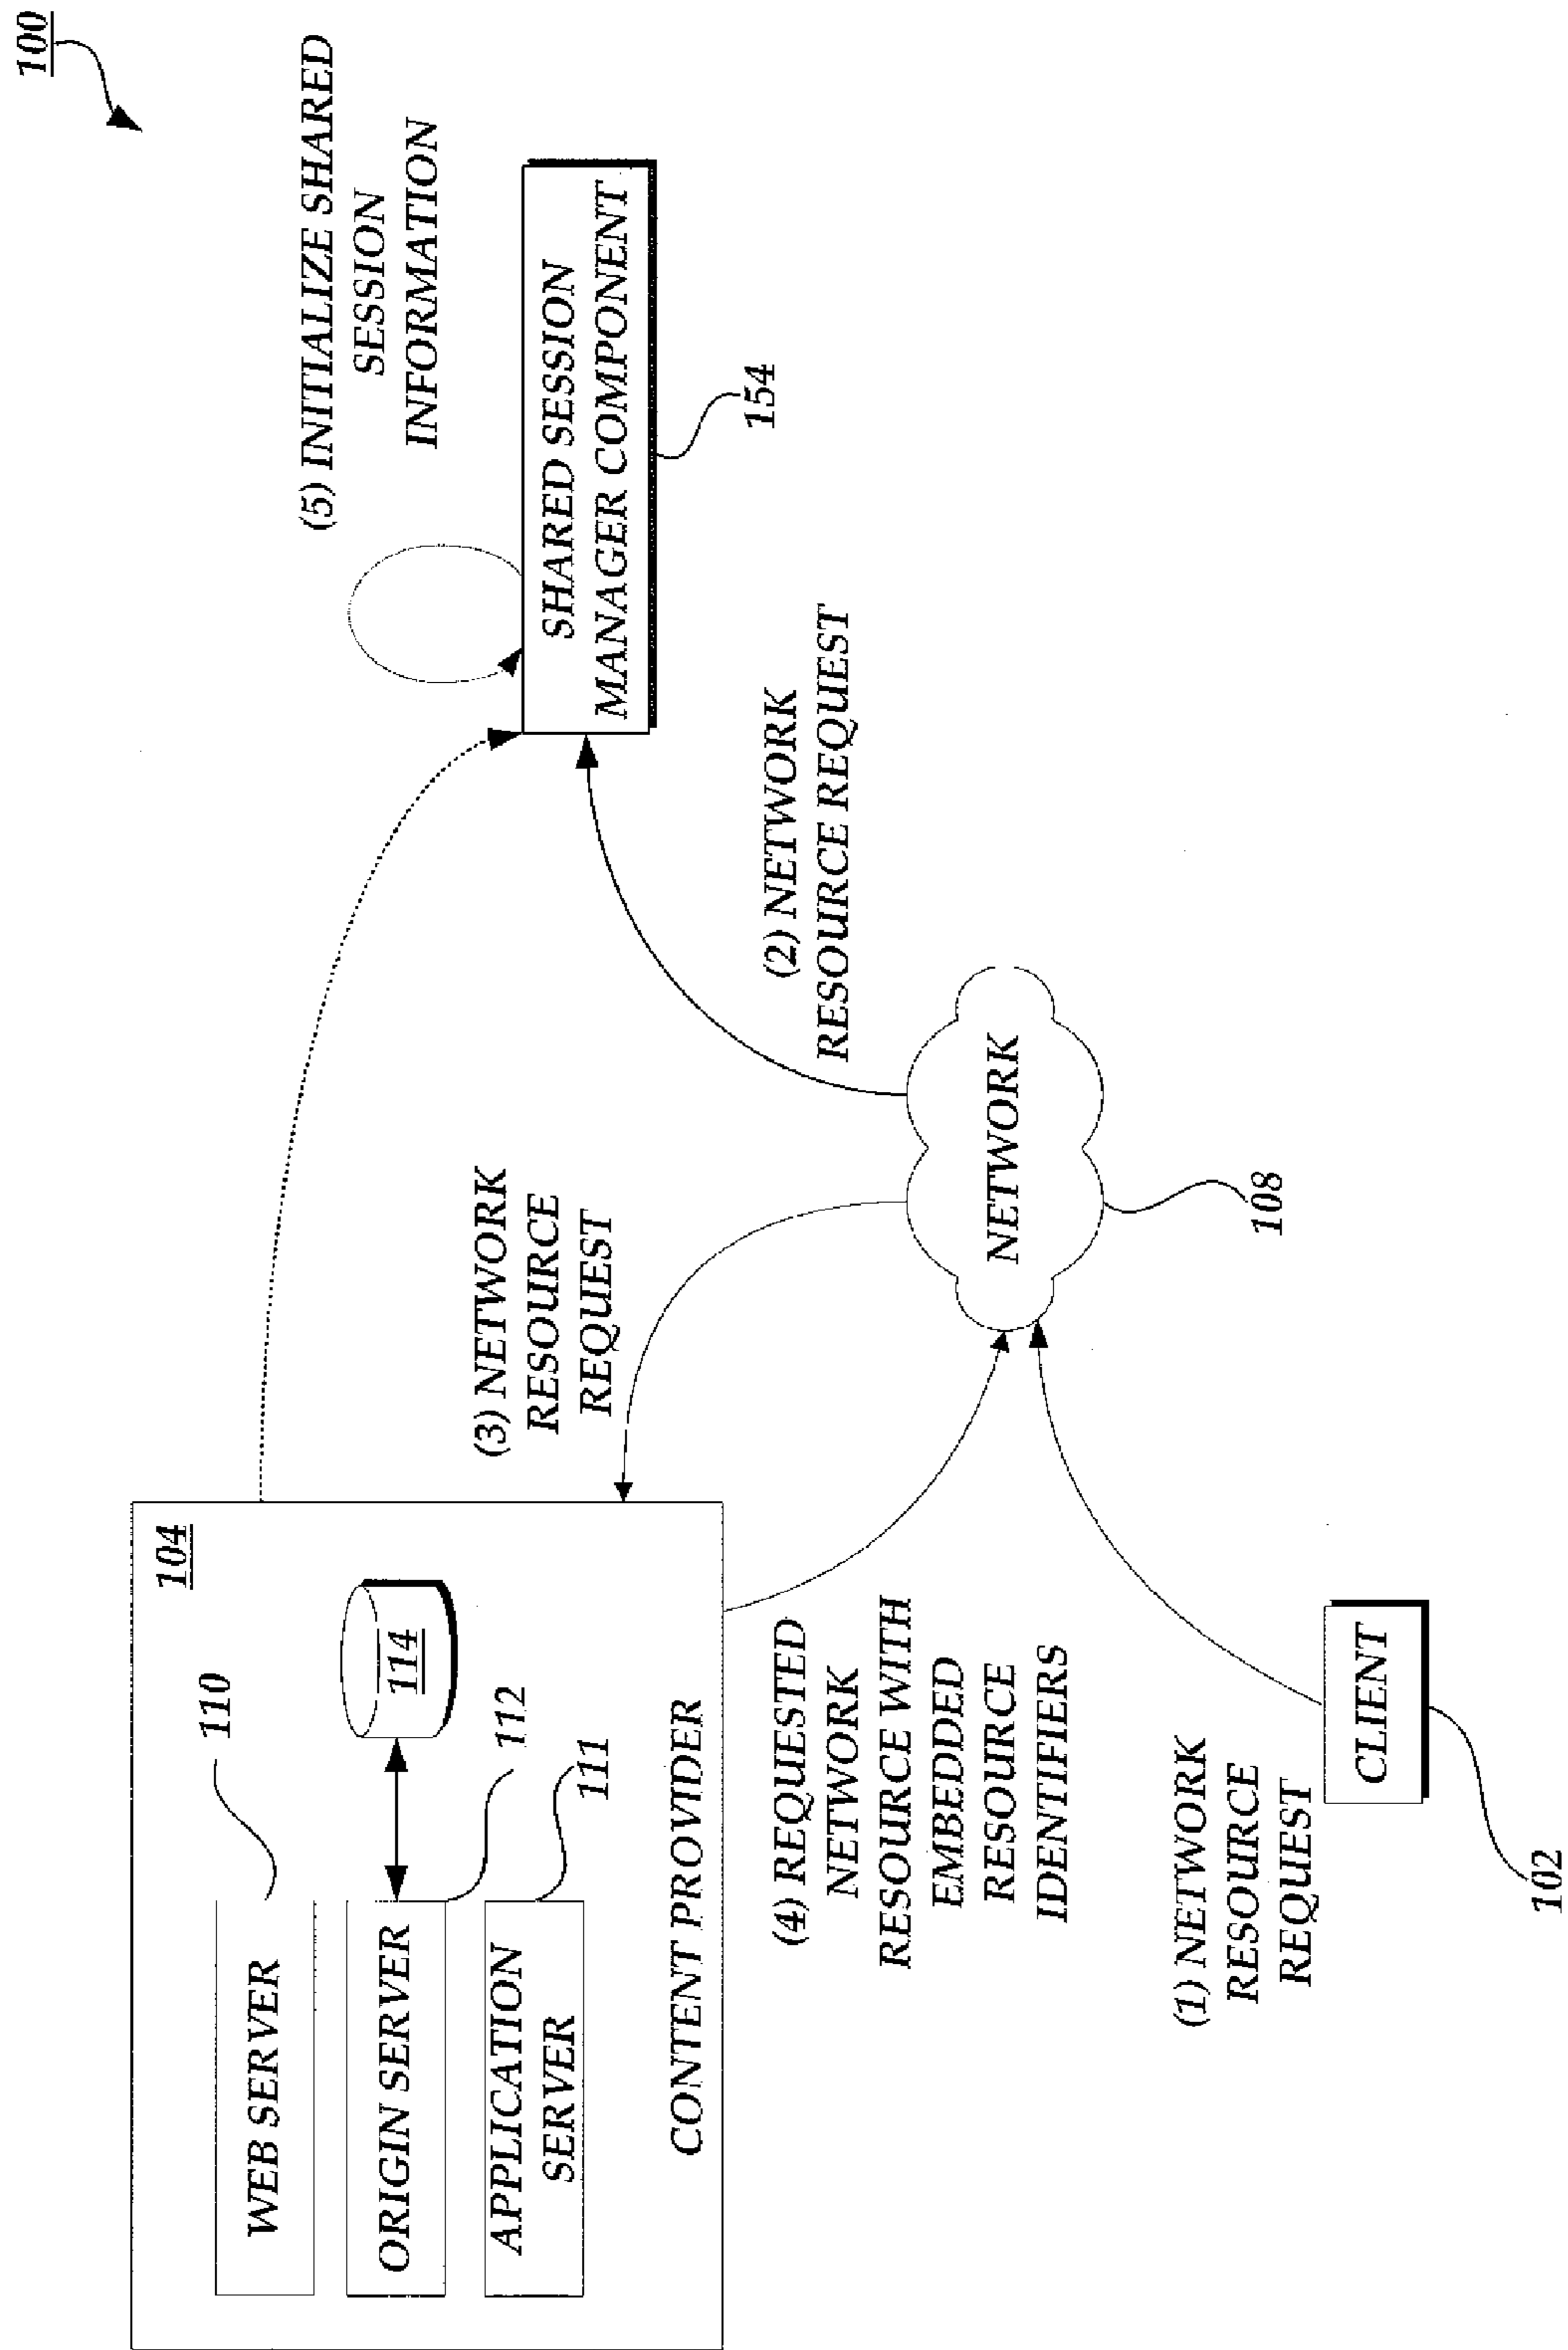 100
(5) INITIALIZE SHARED
SESSION
INFORMATION
SHARED SESSION
MANAGER COMPONENT
154
104
WEB SERVER
110
ORIGIN SERVER
112
114
APPLICATION
SERVER
111
CONTENT PROVIDER
(3) NETWORK
RESOURCE
REQUEST
(2) NETWORK
RESOURCE REQUEST
(4) REQUESTED
NETWORK
RESOURCE WITH
EMBEDDED
RESOURCE
IDENTIFIERS
NETWORK
108
(1) NETWORK
RESOURCE
REQUEST
CLIENT
102